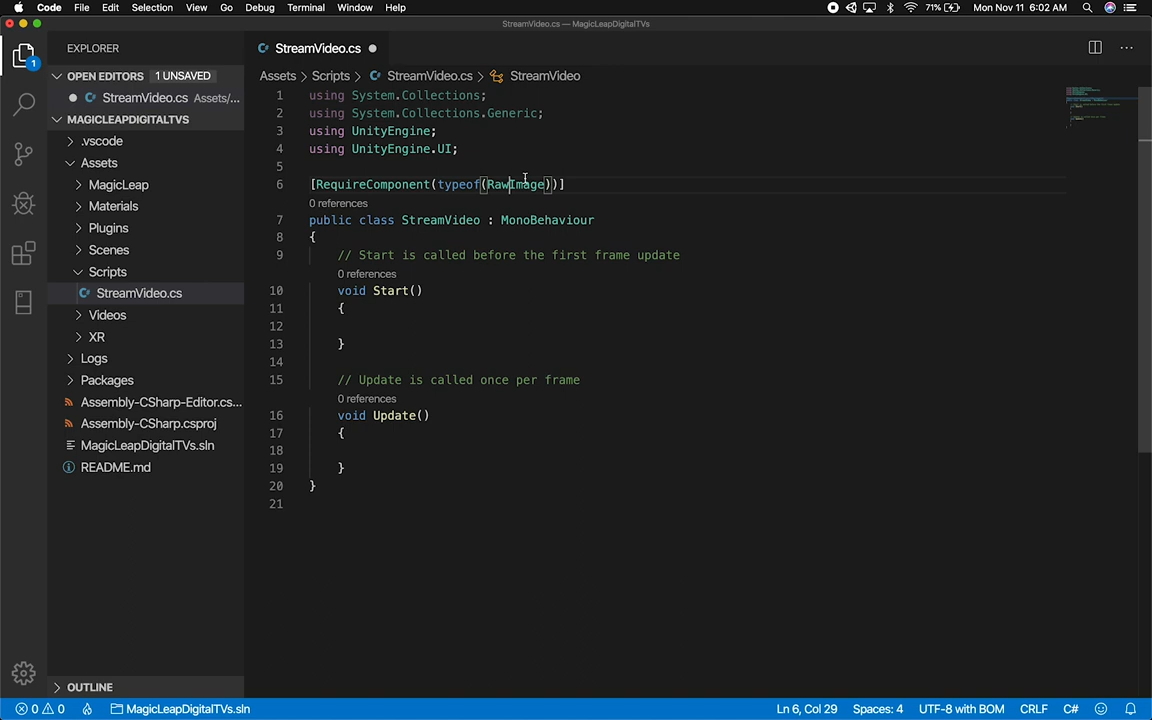 Code File Edit Selection View Go Debug Terminal Window Help 71% Mon Nov 11 6:02 AM
StreamVideo.cs — MagicLeapDigitalTVs
EXPLORER
StreamVideo.cs
OPEN EDITORS 1 UNSAVED
Assets > Scripts > StreamVideo.cs > StreamVideo
StreamVideo.cs Assets/...
MAGICLEAPDIGITALTVS
.vscode
Assets
MagicLeap
Materials
Plugins
Scenes
Scripts
StreamVideo.cs
Videos
XR
Logs
Packages
Assembly-CSharp-Editor.cs...
Assembly-CSharp.csproj
MagicLeapDigitalTVs.sln
README.md
OUTLINE
1 using System.Collections;
2 using System.Collections.Generic;
3 using UnityEngine;
4 using UnityEngine.UI;
5
6 [RequireComponent(typeof(RawImage))]
0 references
7 public class StreamVideo : MonoBehaviour
8 {
9 // Start is called before the first frame update
0 references
10 void Start()
11 {
12
13 }
14
15 // Update is called once per frame
0 references
16 void Update()
17 {
18
19 }
20 }
21
1
0 0 MagicLeapDigitalTVs.sln Ln 6, Col 29 Spaces: 4 UTF-8 with BOM CRLF C#